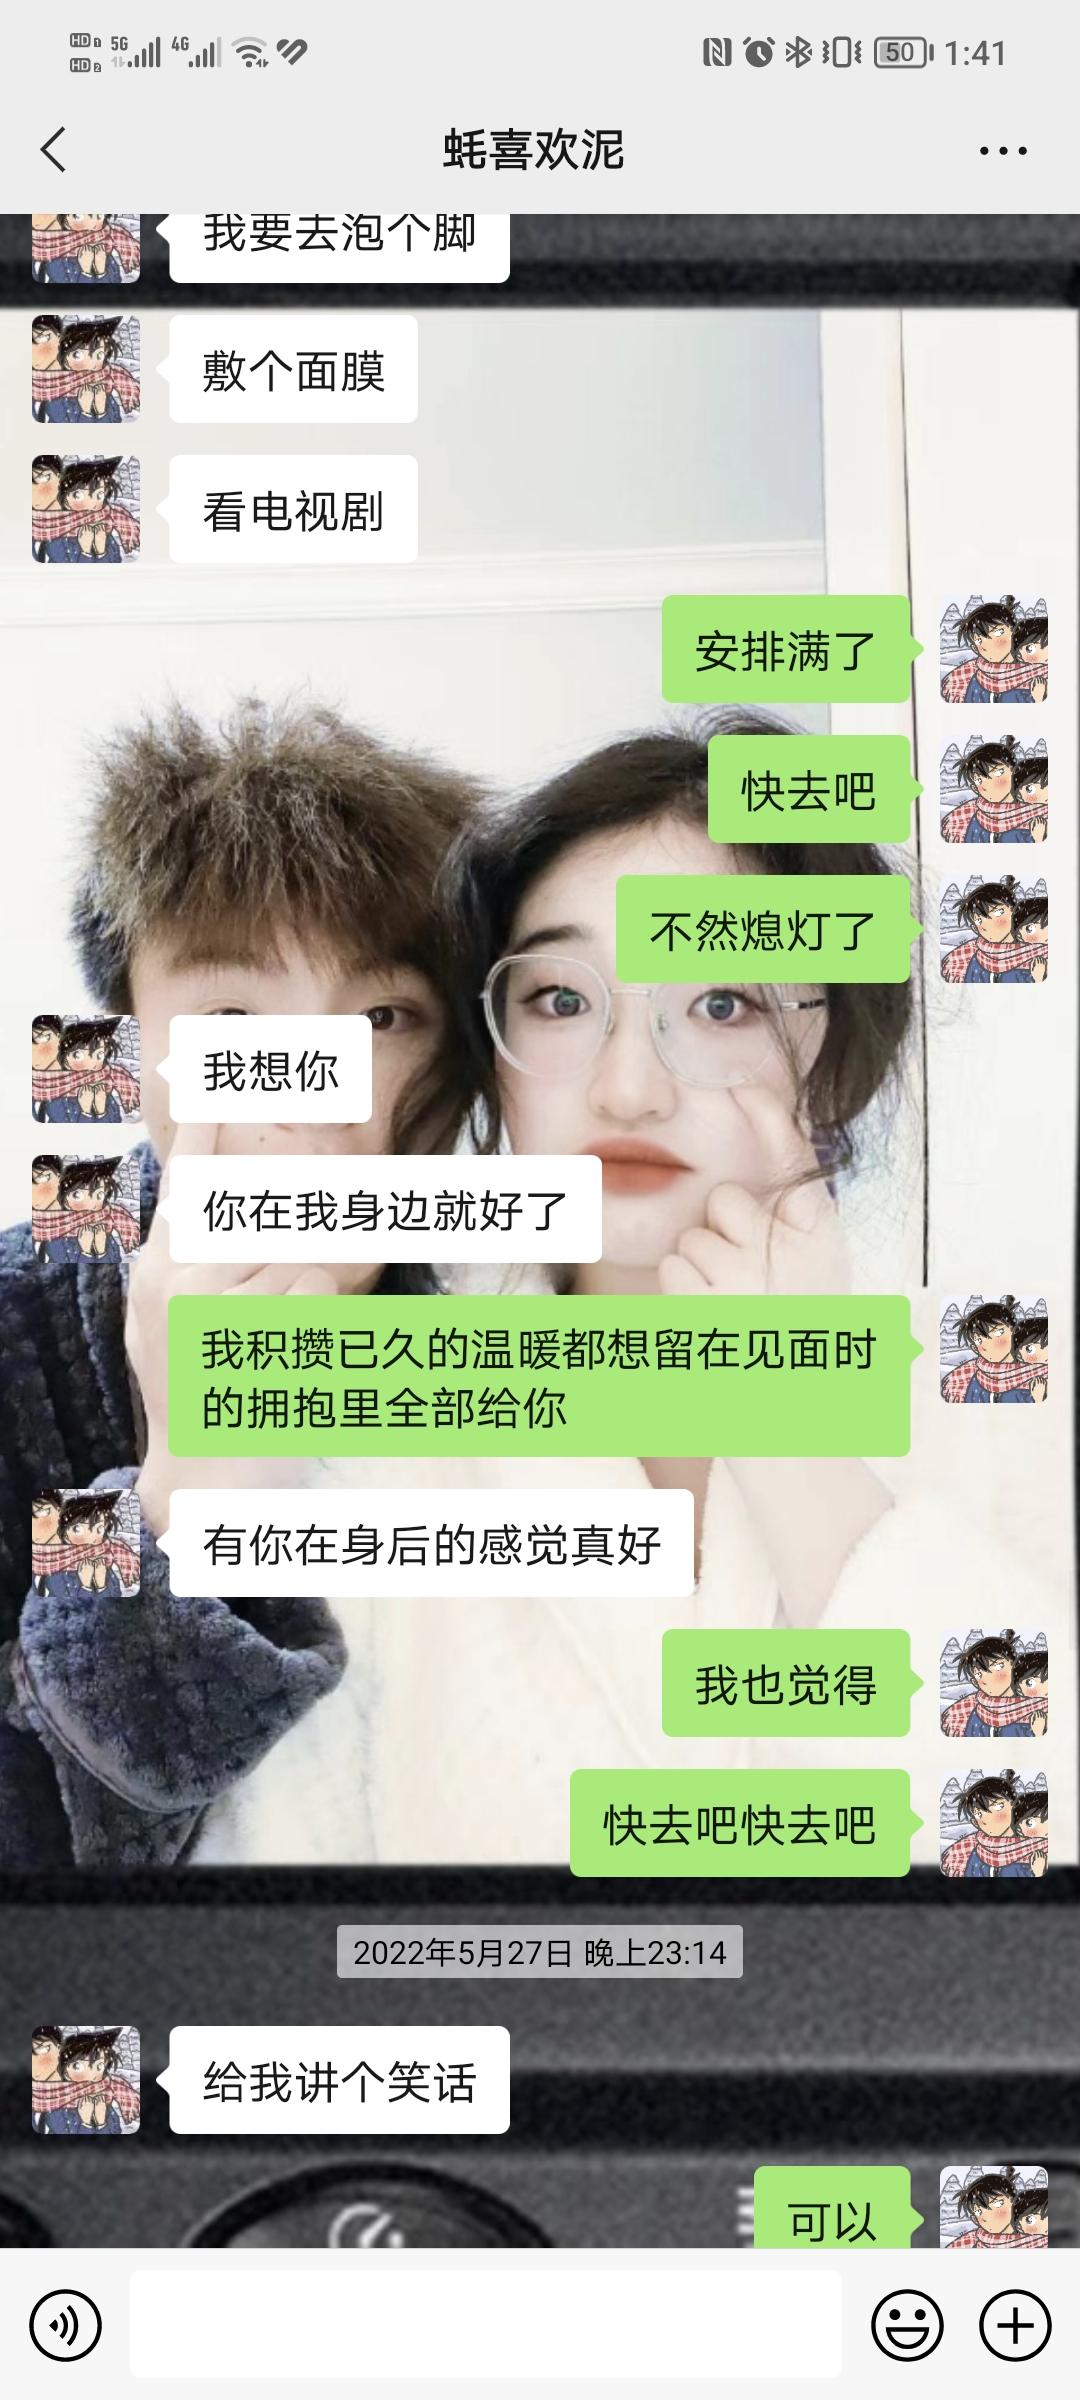 HD 1 5G 4G
HD 2
50 1:41
蚝喜欢泥
我要去泡个脚
敷个面膜
看电视剧
安排满了
快去吧
不然熄灯了
我想你
你在我身边就好了
我积攒已久的温暖都想留在见面时
的拥抱里全部给你
有你在身后的感觉真好
我也觉得
快去吧快去吧
2022年5月27日 晚上23:14
给我讲个笑话
可以